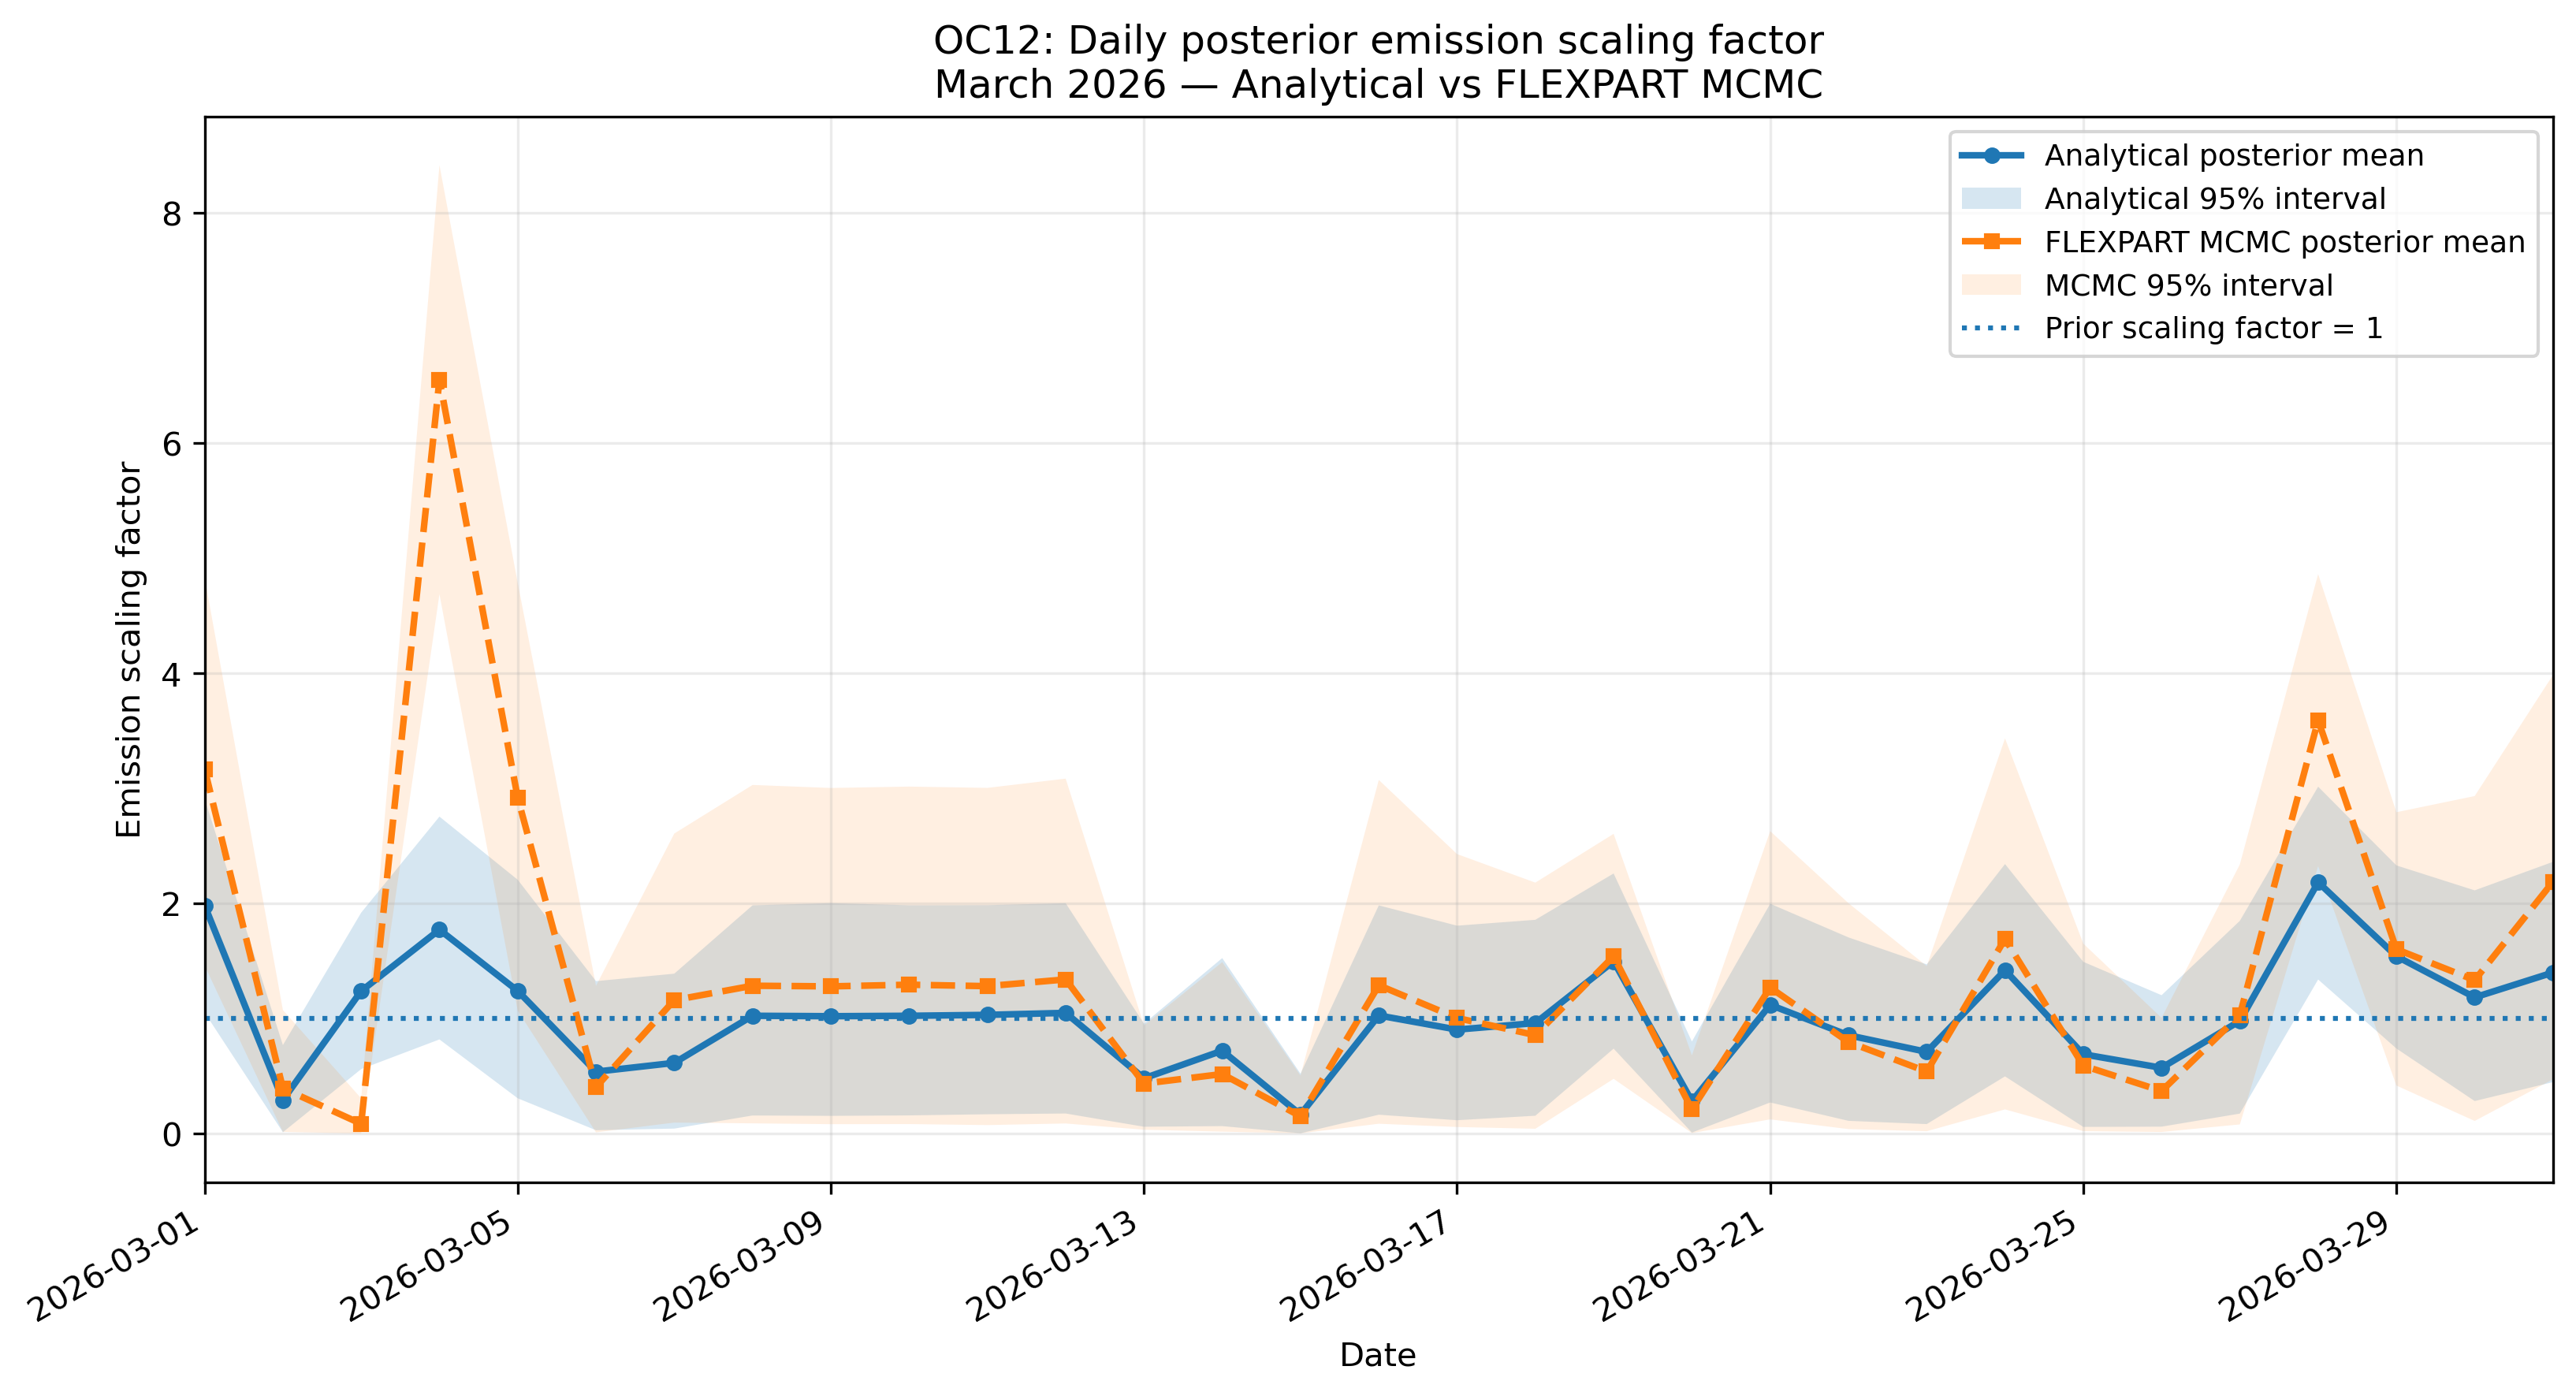 OC12: Daily posterior emission scaling factor
March 2026 — Analytical vs FLEXPART MCMC
Analytical posterior mean
Analytical 95% interval
FLEXPART MCMC posterior mean
MCMC 95% interval
Prior scaling factor = 1
Emission scaling factor
8
6
4
2
0
2026-03-01
2026-03-05
2026-03-09
2026-03-13
2026-03-17
2026-03-21
2026-03-25
2026-03-29
Date